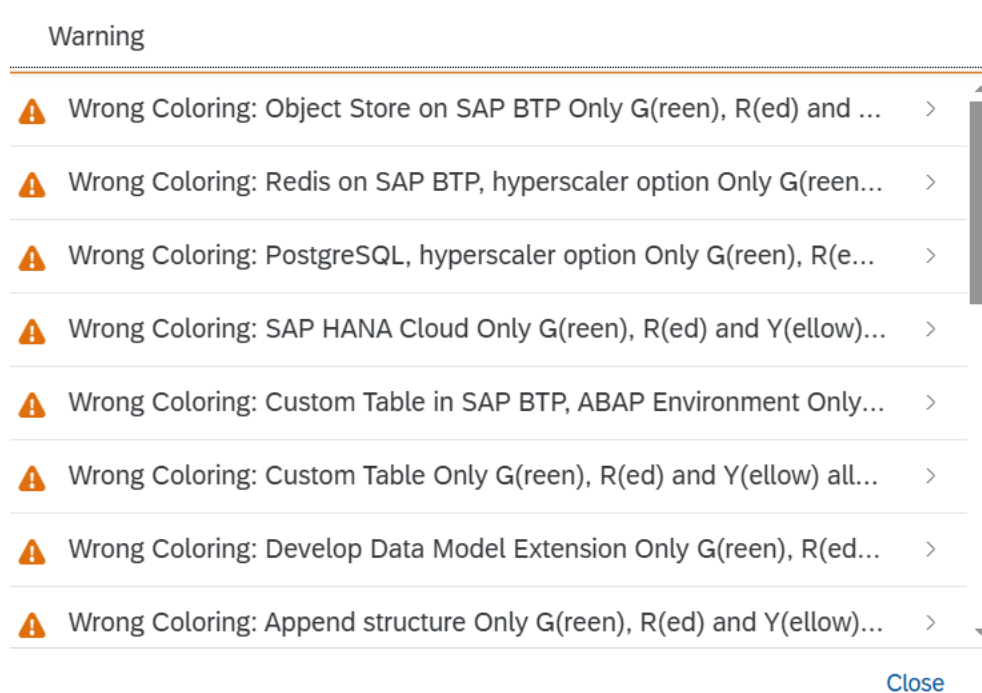 Warning
Wrong Coloring: Object Store on SAP BTP Only G(reen), R(ed) and ...
Wrong Coloring: Redis on SAP BTP, hyperscaler option Only G(reen...
Wrong Coloring: PostgreSQL, hyperscaler option Only G(reen), R(e...
Wrong Coloring: SAP HANA Cloud Only G(reen), R(ed) and Y(ellow)...
Wrong Coloring: Custom Table in SAP BTP, ABAP Environment Only...
Wrong Coloring: Custom Table Only G(reen), R(ed) and Y(ellow) all...
Wrong Coloring: Develop Data Model Extension Only G(reen), R(ed...
Wrong Coloring: Append structure Only G(reen), R(ed) and Y(ellow)...
Close